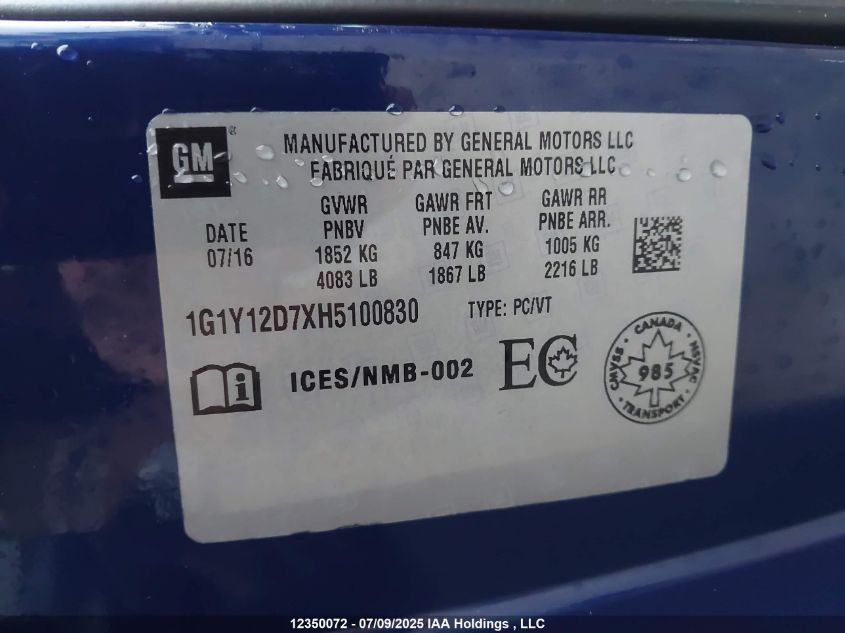 GM
MANUFACTURED BY GENERAL MOTORS LLC
FABRIQUÉ PAR GENERAL MOTORS LLC
DATE
07/16
GVWR
PNBV
1852 KG
4083 LB
GAWR FRT
PNBE AV.
847 KG
1867 LB
GAWR RR
PNBE ARR.
1005 KG
2216 LB
1G1Y12D7XH5100830 TYPE: PC/VT
ICES/NMB-002
EC
CANADA
CMVSS
985
NSVAC
TRANSPORT
12350072 - 07/09/2025 IAA Holdings , LLC